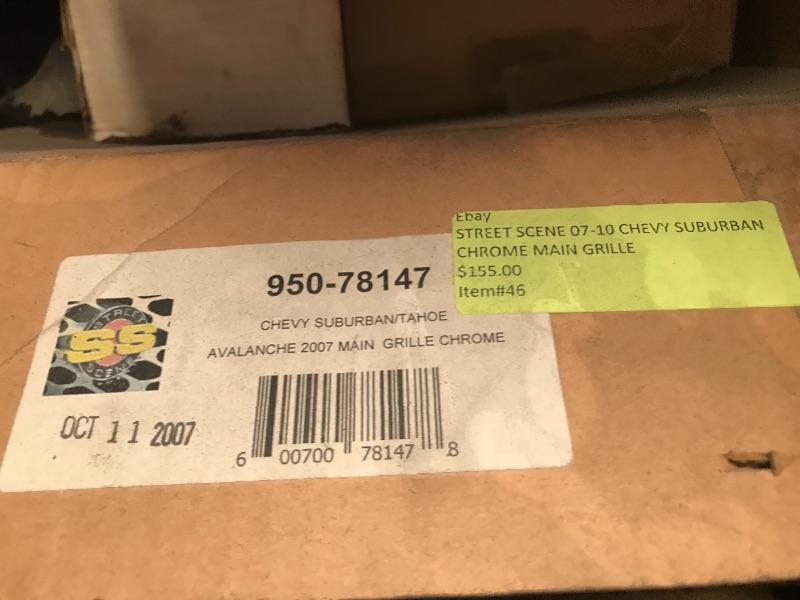 Ebay
STREET SCENE 07-10 CHEVY SUBURBAN
CHROME MAIN GRILLE
$155.00
Item#46
950-78147
CHEVY SUBURBAN/TAHOE
AVALANCHE 2007 MAIN GRILLE CHROME
STREET
SS
SCENE
OCT 11 2007
6 00700 78147 8